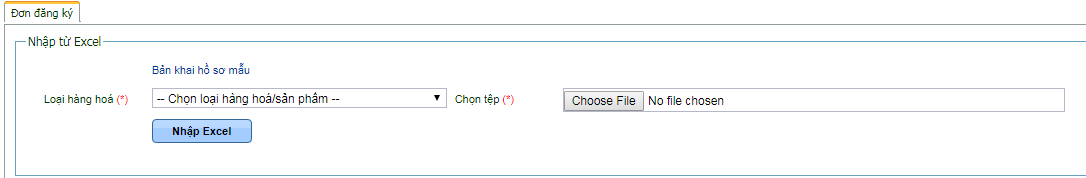 Đơn đăng ký
Nhập từ Excel
Bản khai hồ sơ mẫu
Loại hàng hoá (*) -- Chọn loại hàng hoá/sản phẩm -- Chọn tệp (*) Choose File No file chosen
Nhập Excel